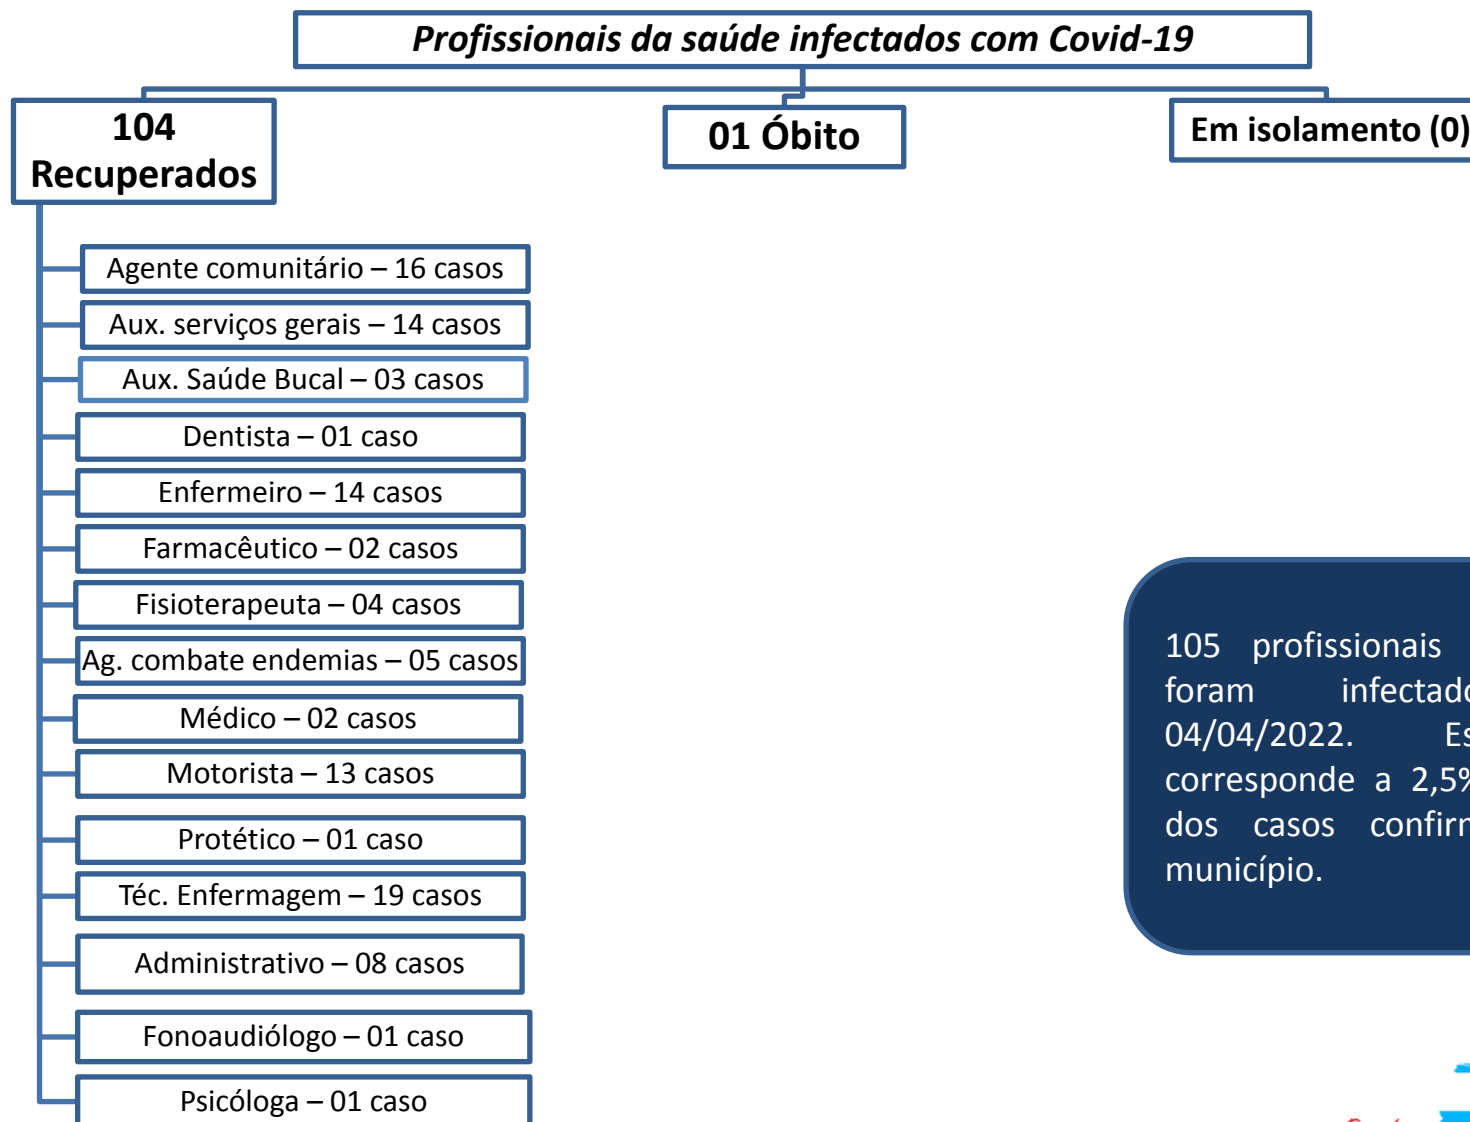 Profissionais da saúde infectados com Covid-19
104
Recuperados
01 Óbito
Em isolamento (0)
Agente comunitário – 16 casos
Aux. serviços gerais – 14 casos
Aux. Saúde Bucal – 03 casos
Dentista – 01 caso
Enfermeiro – 14 casos
Farmacêutico – 02 casos
Fisioterapeuta – 04 casos
Ag. combate endemias – 05 casos
Médico – 02 casos
Motorista – 13 casos
Protético – 01 caso
Téc. Enfermagem – 19 casos
Administrativo – 08 casos
Fonoaudiólogo – 01 caso
Psicóloga – 01 caso
105 profissionais
foram
04/04/2022.
corresponde a 2,5%
dos casos
município.